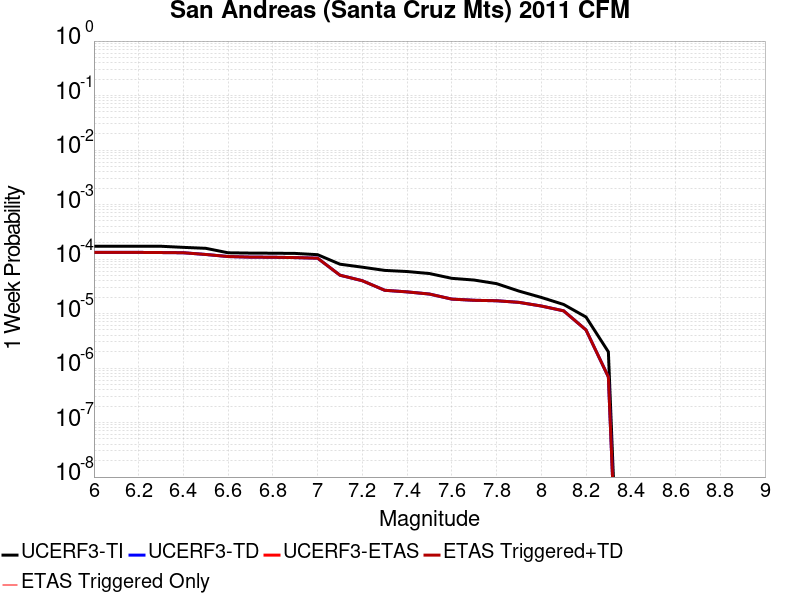 San Andreas (Santa Cruz Mts) 2011 CFM
10^0
10^-1
10^-2
10^-3
10^-4
10^-5
10^-6
10^-7
10^-8
1 Week Probability
6 6.2 6.4 6.6 6.8 7 7.2 7.4 7.6 7.8 8 8.2 8.4 8.6 8.8 9
Magnitude
UCERF3-TI UCERF3-TD UCERF3-ETAS ETAS Triggered+TD
ETAS Triggered Only